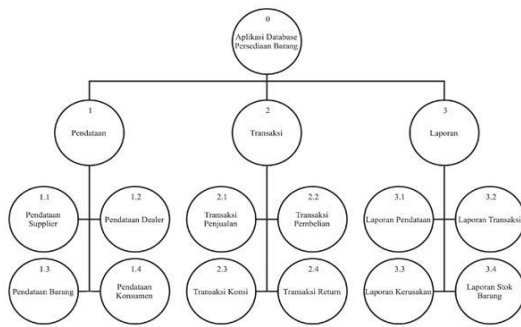 0
Aplikasi Database
Persediaan Barang
1
Pendataan
2
Transaksi
3
Laporan
1.1
Pendataan
Supplier
1.2
Pendataan Dealer
2.1
Transaksi
Penjualan
2.2
Transaksi
Pembelian
3.1
Laporan Pendataan
3.2
Laporan Transaksi
1.3
Pendataan Barang
1.4
Pendataan
Konsumen
2.3
Transaksi Konsi
2.4
Transaksi Return
3.3
Laporan Kerusakan
3.4
Laporan Stok
Barang